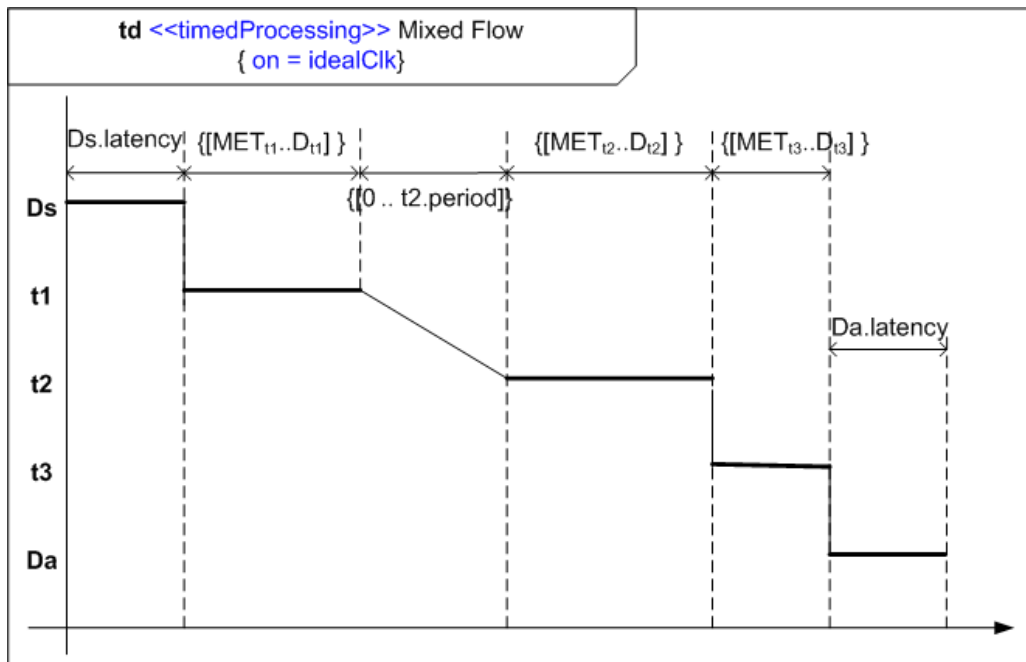 td <<timedProcessing>> Mixed Flow
{ on = idealClk}
Ds.latency {[METt1..Dt1] } {[METt2..Dt2] } {[METt3..Dt3] }
{[0 .. t2.period]}
Ds
t1
Da.latency
t2
t3
Da